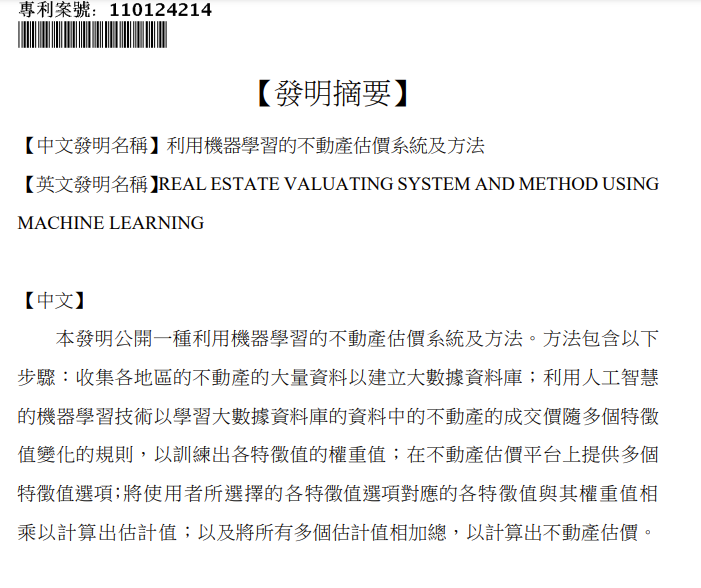 專利案號: 110124214
【發明摘要】
【中文發明名稱】利用機器學習的不動產估價系統及方法
【英文發明名稱】REAL ESTATE VALUATING SYSTEM AND METHOD USING
MACHINE LEARNING
【中文】
本發明公開一種利用機器學習的不動產估價系統及方法。方法包含以下
步驟：收集各地區的不動產的大量資料以建立大數據資料庫；利用人工智慧
的機器學習技術以學習大數據資料庫的資料中的不動產的成交價隨多個特徵
值變化的規則，以訓練出各特徵值的權重值；在不動產估價平台上提供多個
特徵值選項;將使用者所選擇的各特徵值選項對應的各特徵值與其權重值相
乘以計算出估計值；以及將所有多個估計值相加總，以計算出不動產估價。